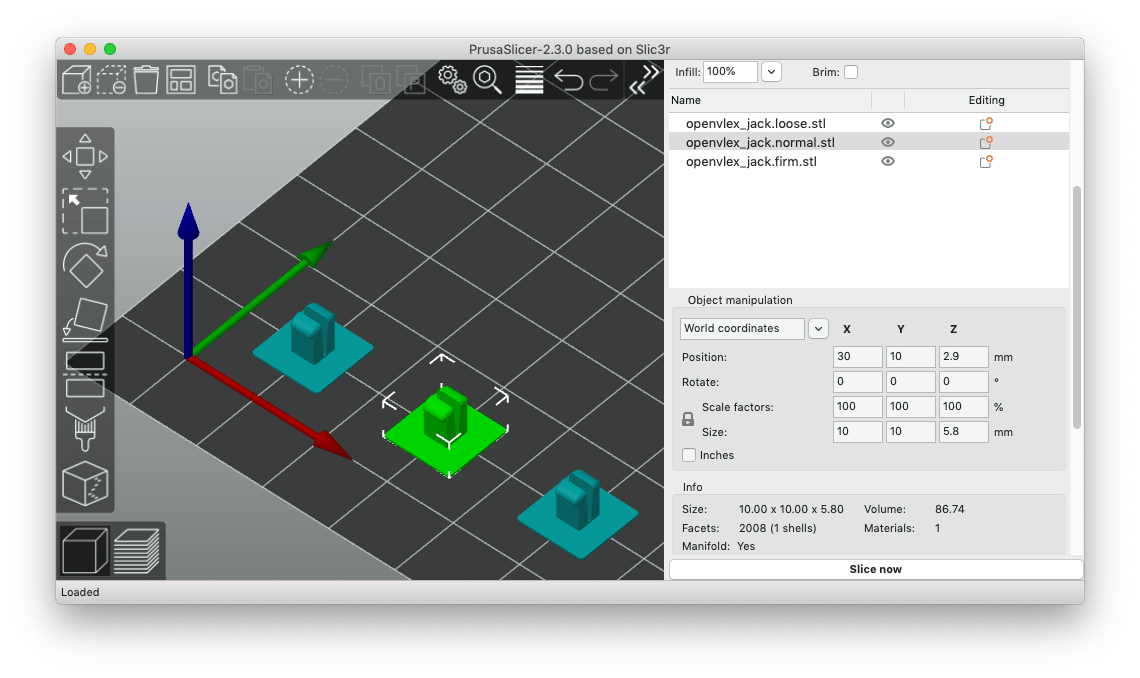 PrusaSlicer-2.3.0 based on Slic3r
Infill: 100% Brim:
Name Editing
openvlex_jack.loose.stl
openvlex_jack.normal.stl
openvlex_jack.firm.stl
Object manipulation
World coordinates X Y Z
Position: 30 10 2.9 mm
Rotate: 0 0 0 °
Scale factors: 100 100 100 %
Size: 10 10 5.8 mm
Inches
Info
Size: 10.00 x 10.00 x 5.80 Volume: 86.74
Facets: 2008 (1 shells) Materials: 1
Manifold: Yes
Slice now
Loaded